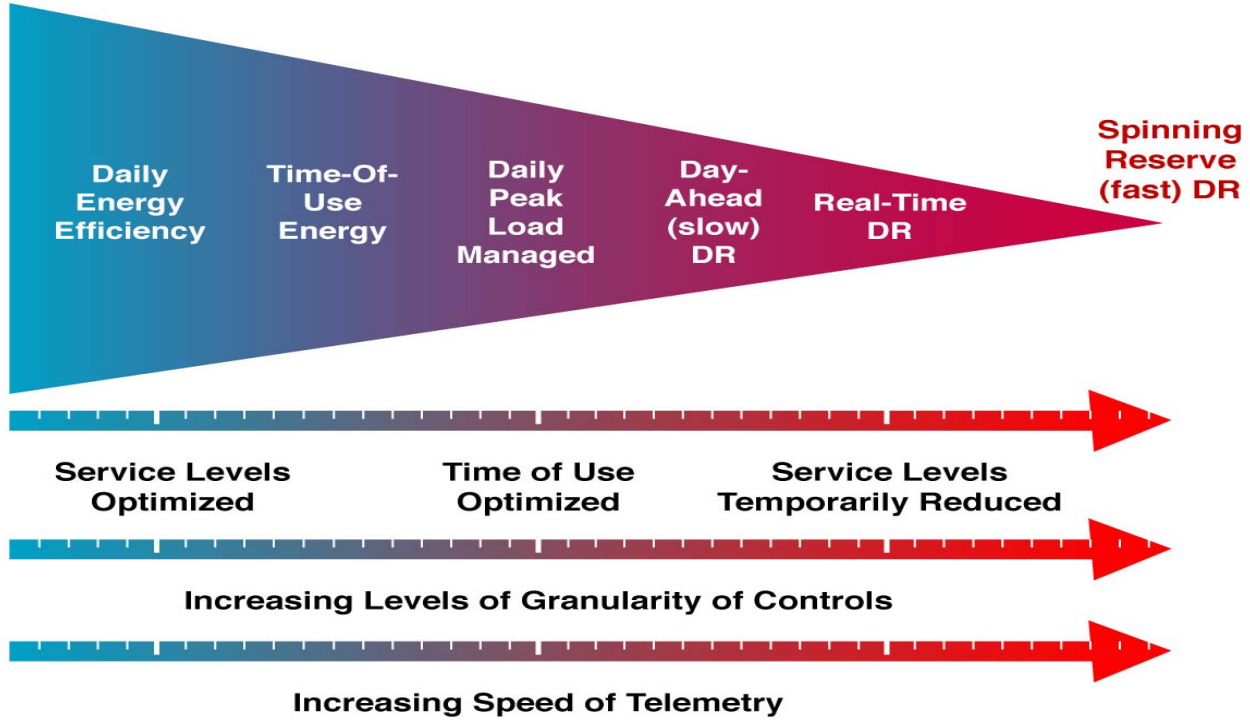 Daily
Energy
Efficiency
Time-Of-
Use
Energy
Daily
Peak
Load
Managed
Day-
Ahead
(slow)
DR
Real-Time
DR
Spinning
Reserve
(fast) DR
Service Levels
Optimized
Time of Use
Optimized
Service Levels
Temporarily Reduced
Increasing Levels of Granularity of Controls
Increasing Speed of Telemetry